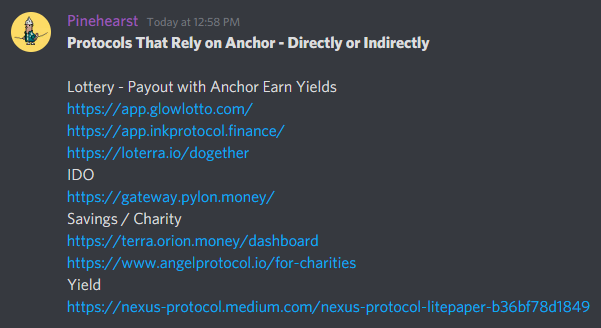 Pinehearst Today at 12:58 PM
Protocols That Rely on Anchor - Directly or Indirectly
Lottery - Payout with Anchor Earn Yields
https://app.glowlotto.com/
https://app.inkprotocol.finance/
https://loterra.io/dogether
IDO
https://gateway.pylon.money/
Savings / Charity
https://terra.orion.money/dashboard
https://www.angelprotocol.io/for-charities
Yield
https://nexus-protocol.medium.com/nexus-protocol-litepaper-b36bf78d1849